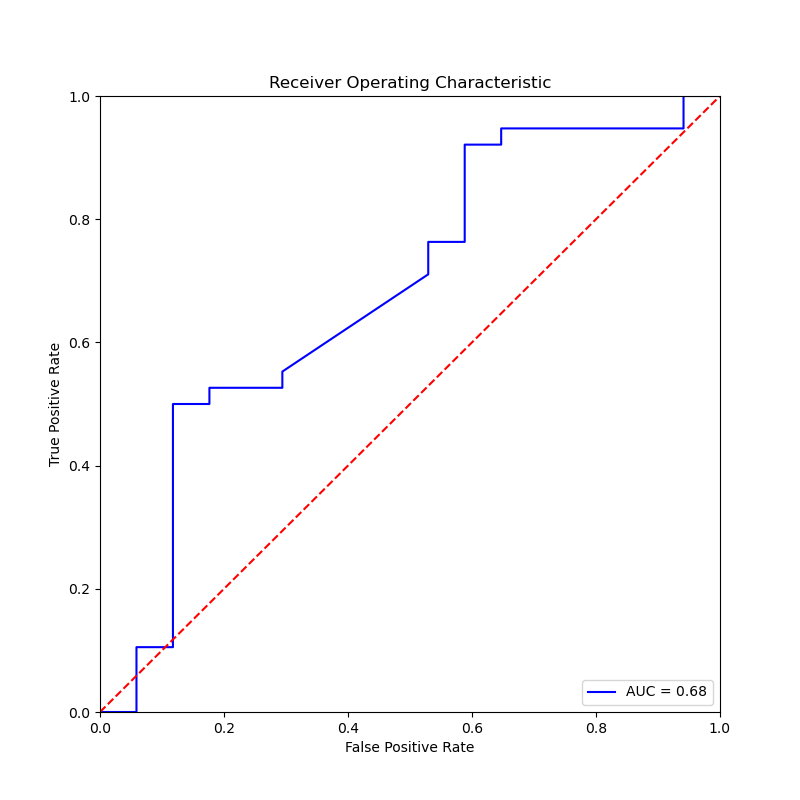 Receiver Operating Characteristic
True Positive Rate
1.0
0.8
0.6
0.4
0.2
0.0
AUC = 0.68
0.0 0.2 0.4 0.6 0.8 1.0
False Positive Rate